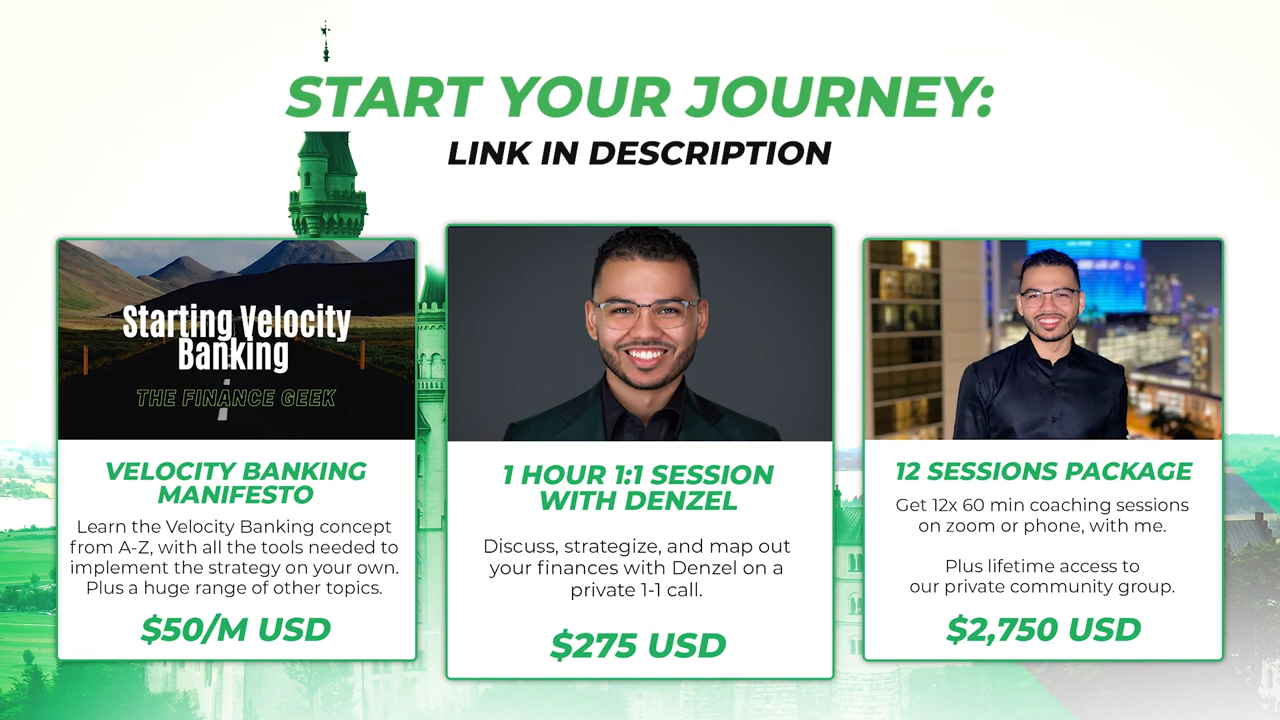 START YOUR JOURNEY:
LINK IN DESCRIPTION
Starting Velocity
Banking
THE FINANCE GEEK
VELOCITY BANKING
MANIFESTO
Learn the Velocity Banking concept
from A-Z, with all the tools needed to
implement the strategy on your own.
Plus a huge range of other topics.
$50/M USD
1 HOUR 1:1 SESSION
WITH DENZEL
Discuss, strategize, and map out
your finances with Denzel on a
private 1-1 call.
$275 USD
12 SESSIONS PACKAGE
Get 12x 60 min coaching sessions
on zoom or phone, with me.
Plus lifetime access to
our private community group.
$2,750 USD